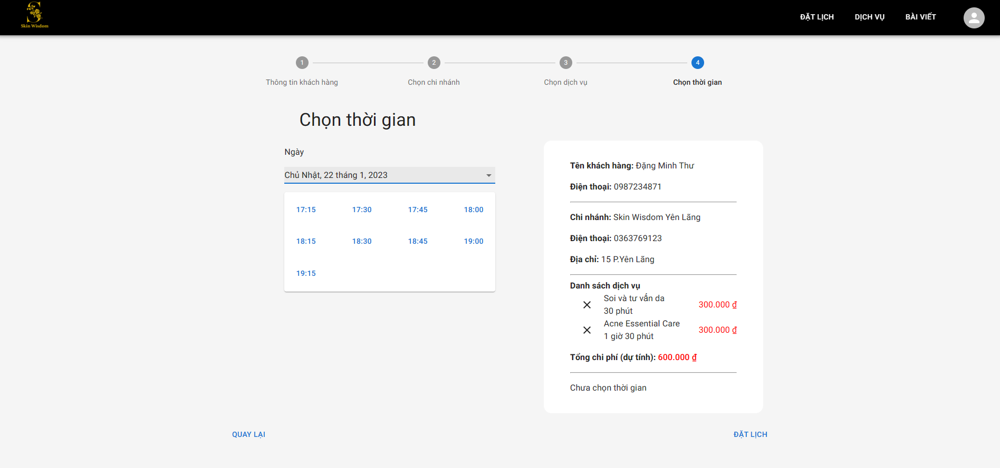 S
Skin Wisdom
ĐẶT LỊCH
DỊCH VỤ
BÀI VIẾT
1
2
3
4
Thông tin khách hàng
Chọn chi nhánh
Chọn dịch vụ
Chọn thời gian
Chọn thời gian
Ngày
Chủ Nhật, 22 tháng 1, 2023
17:15 17:30 17:45 18:00
18:15 18:30 18:45 19:00
19:15
Tên khách hàng: Đặng Minh Thư
Điện thoại: 0987234871
Chi nhánh: Skin Wisdom Yên Lãng
Điện thoại: 0363769123
Địa chỉ: 15 P.Yên Lãng
Danh sách dịch vụ
Soi và tư vấn da
30 phút
300.000 ₫
Acne Essential Care
1 giờ 30 phút
300.000 ₫
Tổng chi phí (dự tính): 600.000 ₫
Chưa chọn thời gian
QUAY LẠI
ĐẶT LỊCH